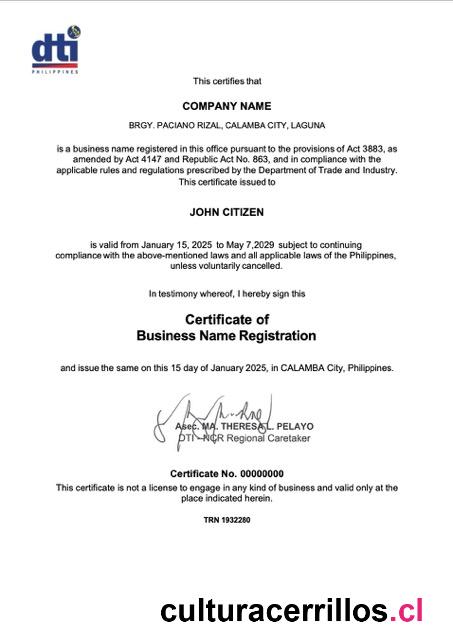 dti
PHILIPPINES
This certifies that
COMPANY NAME
BRGY. PACIANO RIZAL, CALAMBA CITY, LAGUNA
is a business name registered in this office pursuant to the provisions of Act 3883, as
amended by Act 4147 and Republic Act No. 863, and in compliance with the
applicable rules and regulations prescribed by the Department of Trade and Industry.
This certificate issued to
JOHN CITIZEN
is valid from January 15, 2025 to May 7,2029 subject to continuing
compliance with the above-mentioned laws and all applicable laws of the Philippines,
unless voluntarily cancelled.
In testimony whereof, I hereby sign this
Certificate of
Business Name Registration
and issue the same on this 15 day of January 2025, in CALAMBA City, Philippines.
Asec. MA. THERESA L. PELAYO
DTI - NCR Regional Caretaker
Certificate No. 00000000
This certificate is not a license to engage in any kind of business and valid only at the
place indicated herein.
TRN 1932280
culturacerrillos.cl